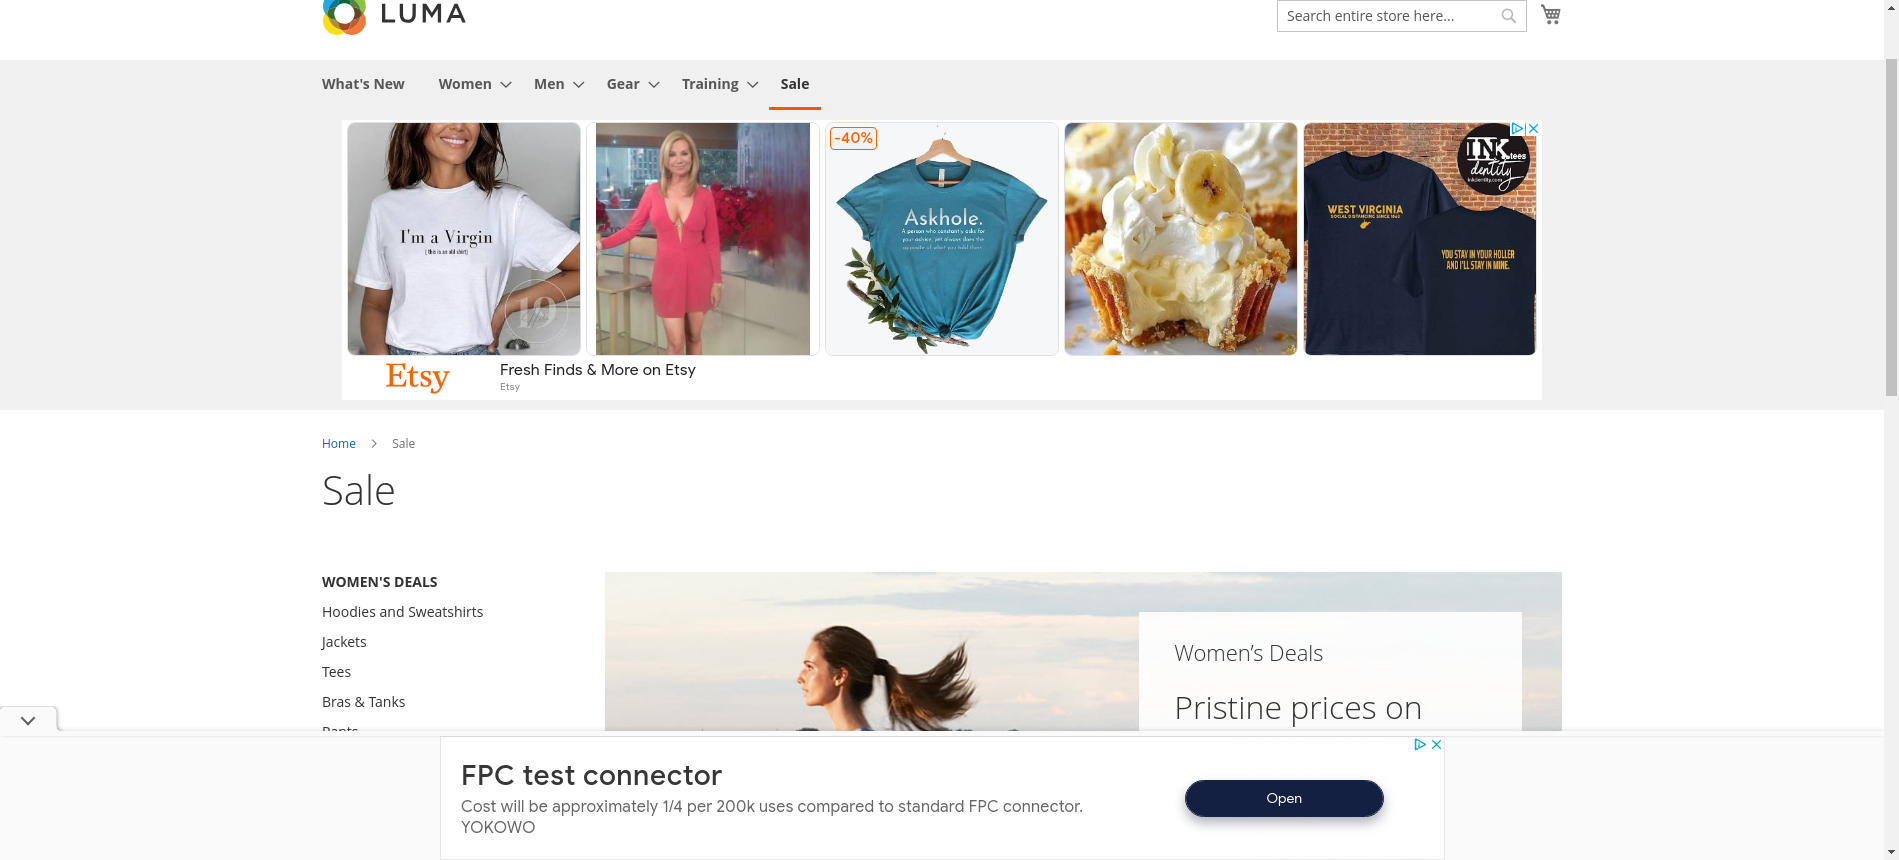 LUMA
Search entire store here...
What's New
Women
Men
Gear
Training
Sale
I'm a Virgin
[ this is an old shirt ]
-40%
Askhole.
A person who constantly asks for
your advice, yet always does the
opposite of what you told them.
INK
dentity
tees
inkdentity.com
WEST VIRGINIA
SOCIAL DISTANCING SINCE 1863
YOU STAY IN YOUR HOLLER
AND I'LL STAY IN MINE.
Etsy
Fresh Finds & More on Etsy
Etsy
Home
Sale
Sale
WOMEN'S DEALS
Hoodies and Sweatshirts
Jackets
Tees
Bras & Tanks
Pants
Women’s Deals
Pristine prices on
FPC test connector
Cost will be approximately 1/4 per 200k uses compared to standard FPC connector.
YOKOWO
Open